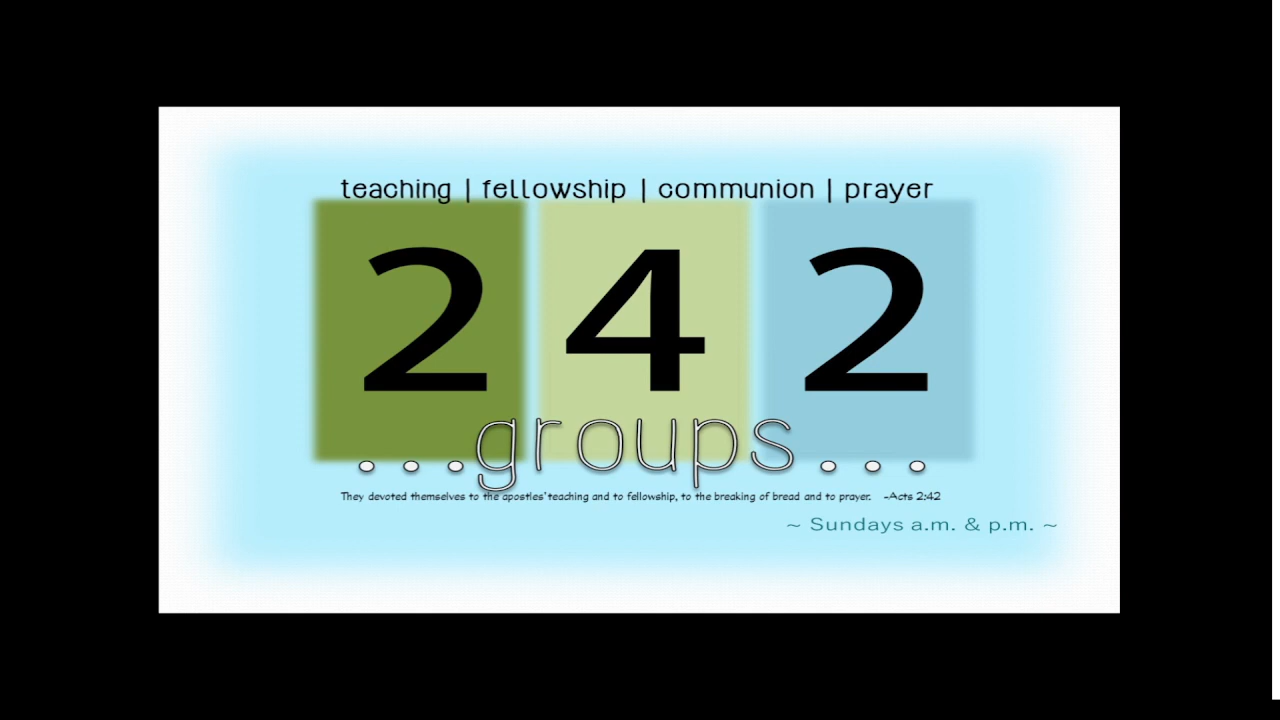 teaching | fellowship | communion | prayer
2 4 2
...groups...
They devoted themselves to the apostles' teaching and to fellowship, to the breaking of bread and to prayer. -Acts 2:42
~ Sundays a.m. & p.m. ~